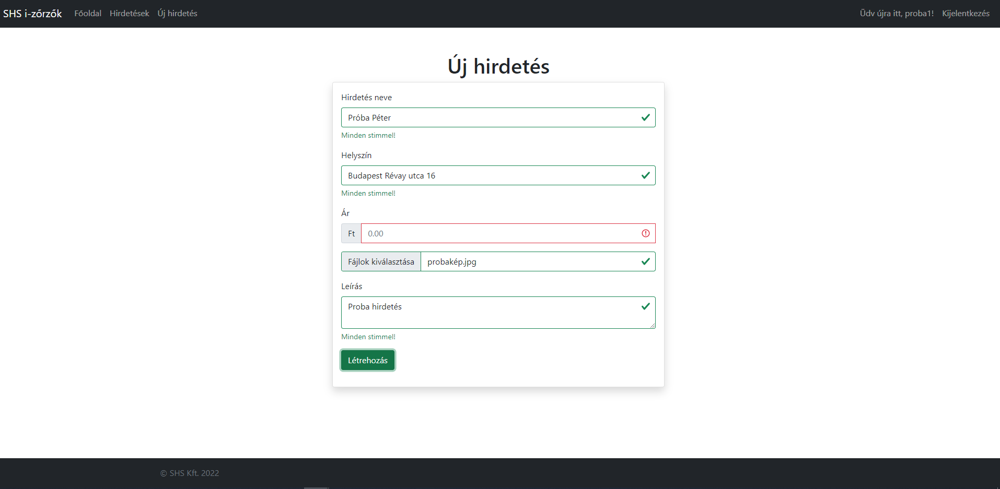 SHS i-zőrzők Főoldal Hirdetések Új hirdetés Üdv újra itt, proba1! Kijelentkezés
Új hirdetés
Hirdetés neve
Próba Péter
Minden stimmel!
Helyszín
Budapest Révay utca 16
Minden stimmel!
Ár
Ft 0.00
Fájlok kiválasztása probakép.jpg
Leírás
Proba hirdetés
Minden stimmel!
Létrehozás
© SHS Kft. 2022